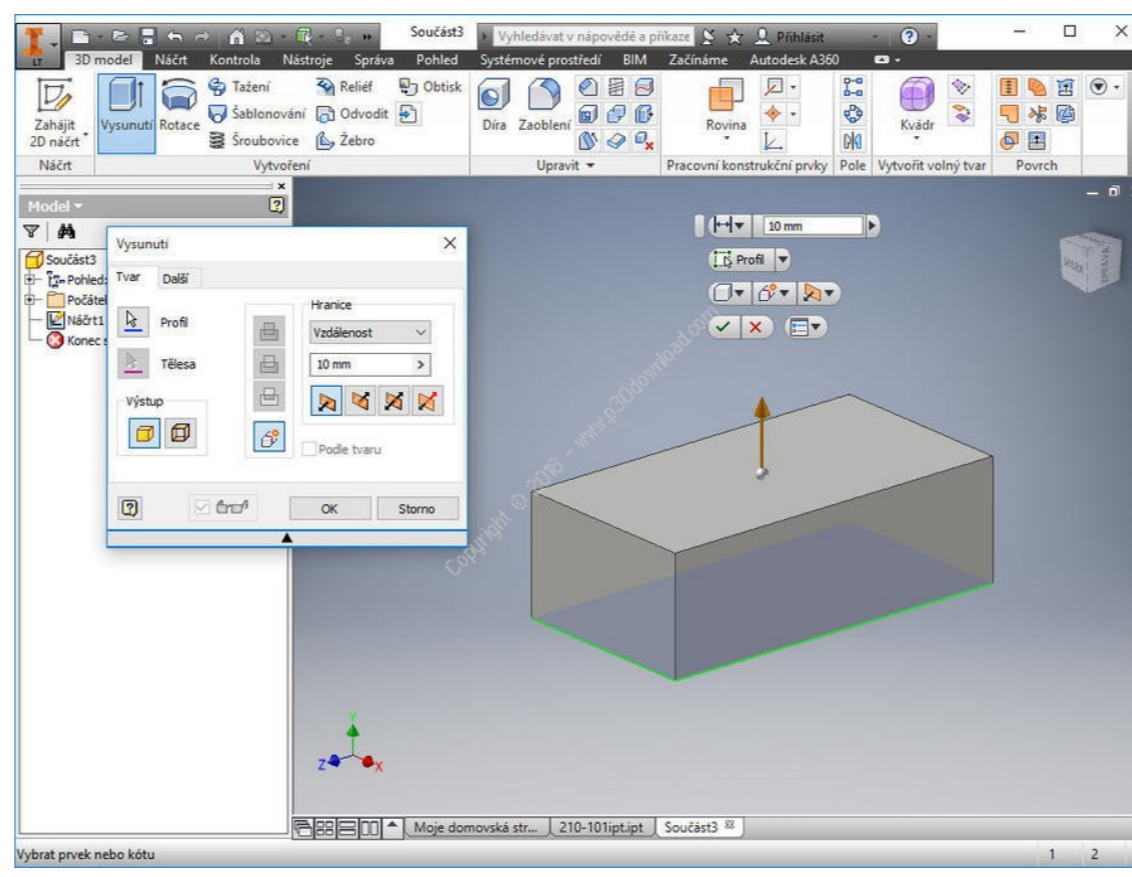 Součást3
Vyhledávat v nápovědě a příkaze
Přihlásit
LT
3D model Náčrt Kontrola Nástroje Správa Pohled Systémové prostředí BIM Začínáme Autodesk A360
Zahájit
2D náčrt
Vysunutí
Rotace
Tažení
Šablonování
Šroubovice
Reliéf
Odvodit
Žebro
Obtisk
Díra
Zaoblení
Rovina
Kvádr
Náčrt
Vytvoření
Upravit
Pracovní konstrukční prvky
Pole
Vytvořit volný tvar
Povrch
Model
Součást3
Pohled:
Počátek
Náčrt1
Konec s
Vysunutí
Tvar Další
Profil
Tělesa
Výstup
Hranice
Vzdálenost
10 mm
Podle tvaru
OK
Storno
10 mm
Profil
SPRAVA
Copyright © 2018 - www.p30download.com
Y
Z
X
Moje domovská str...
210-101ipt.ipt
Součást3
Vybrat prvek nebo kótu
1 2